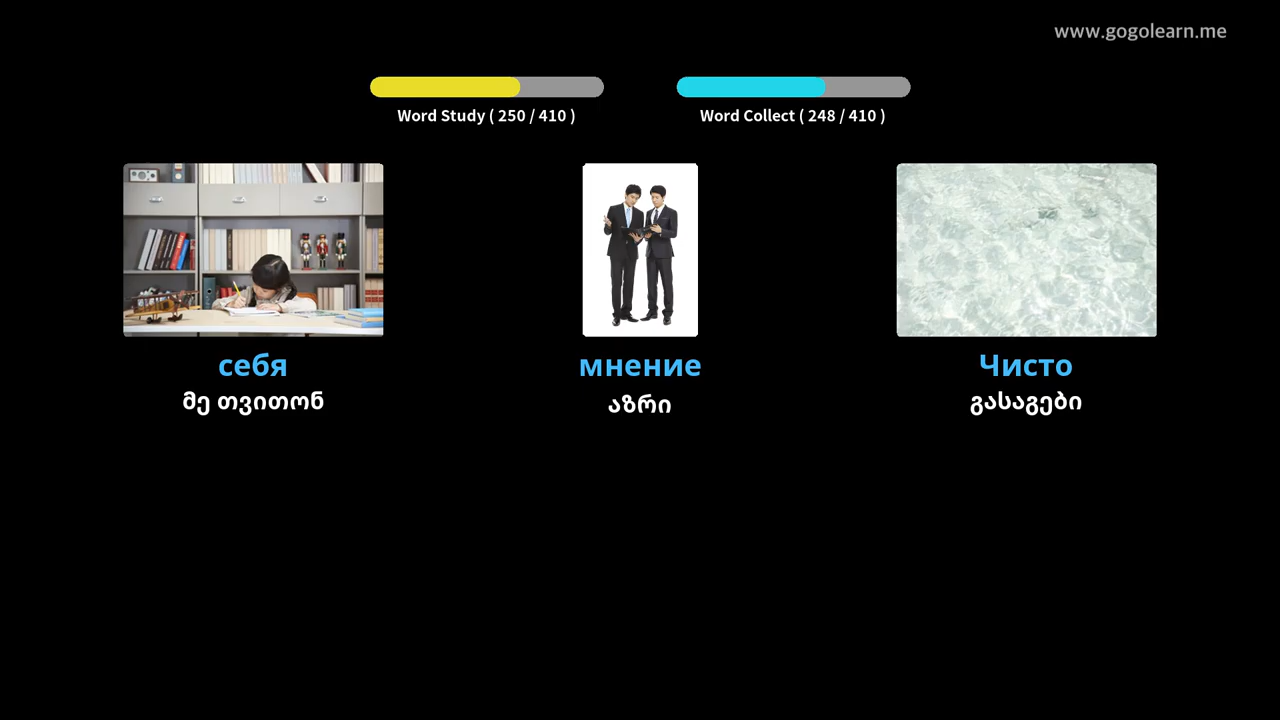 www.gogolearn.me
Word Study ( 250 / 410 )
Word Collect ( 248 / 410 )
себя
мнение
Чисто
მე თვითონ
აზრი
გასაგები